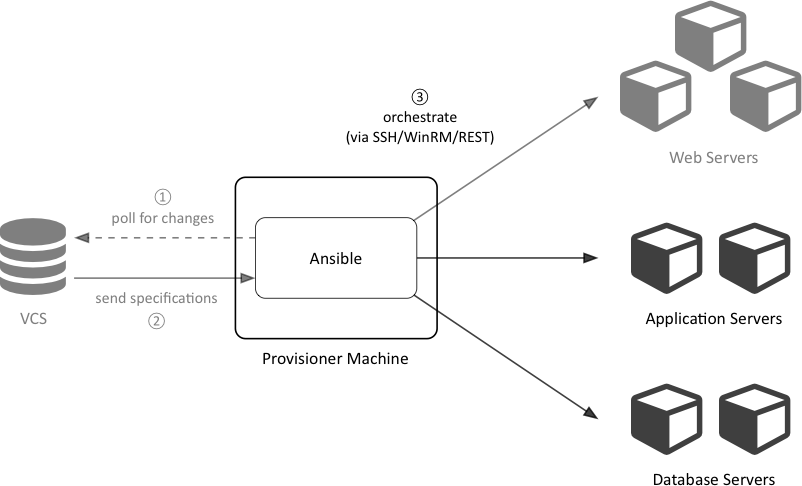 ③
orchestrate
(via SSH/WinRM/REST)
Web Servers
①
poll for changes
Ansible
send specifications
②
VCS
Application Servers
Provisioner Machine
Database Servers